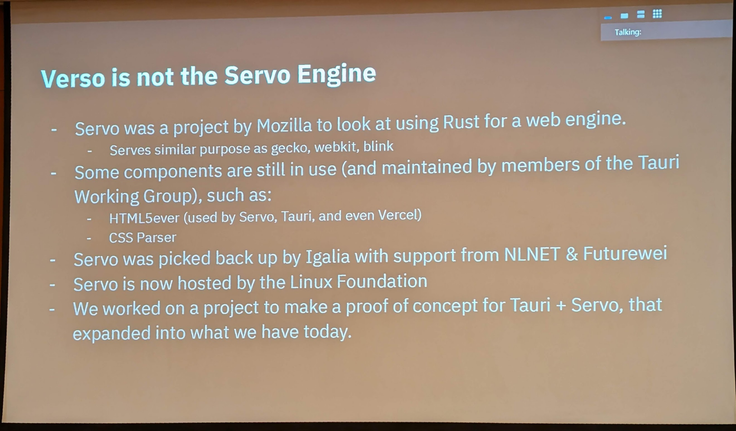 Talking:
Verso is not the Servo Engine
- Servo was a project by Mozilla to look at using Rust for a web engine.
- Serves similar purpose as gecko, webkit, blink
- Some components are still in use (and maintained by members of the Tauri
Working Group), such as:
- HTML5ever (used by Servo, Tauri, and even Vercel)
- CSS Parser
- Servo was picked back up by Igalia with support from NLNET & Futurewei
- Servo is now hosted by the Linux Foundation
- We worked on a project to make a proof of concept for Tauri + Servo, that
expanded into what we have today.